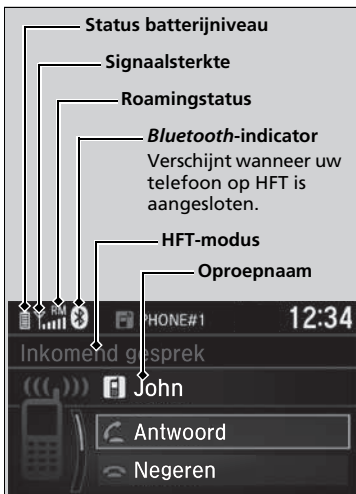 Status batterijniveau
Signaalsterkte
Roamingstatus
Bluetooth-indicator
Verschijnt wanneer uw
telefoon op HFT is
aangesloten.
HFT-modus
Oproepnaam
RM
PHONE#1 12:34
Inkomend gesprek
John
Antwoord
Negeren